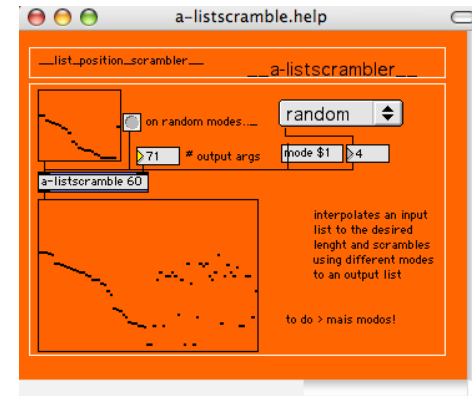 a-listscramble.help
__list_position_scrambler__
__a-listscrambler__
on random modes..._
random
71
# output args
mode $1
4
a-listscramble 60
interpolates an input
list to the desired
lenght and scrambles
using different modes
to an output list
to do > mais modos!